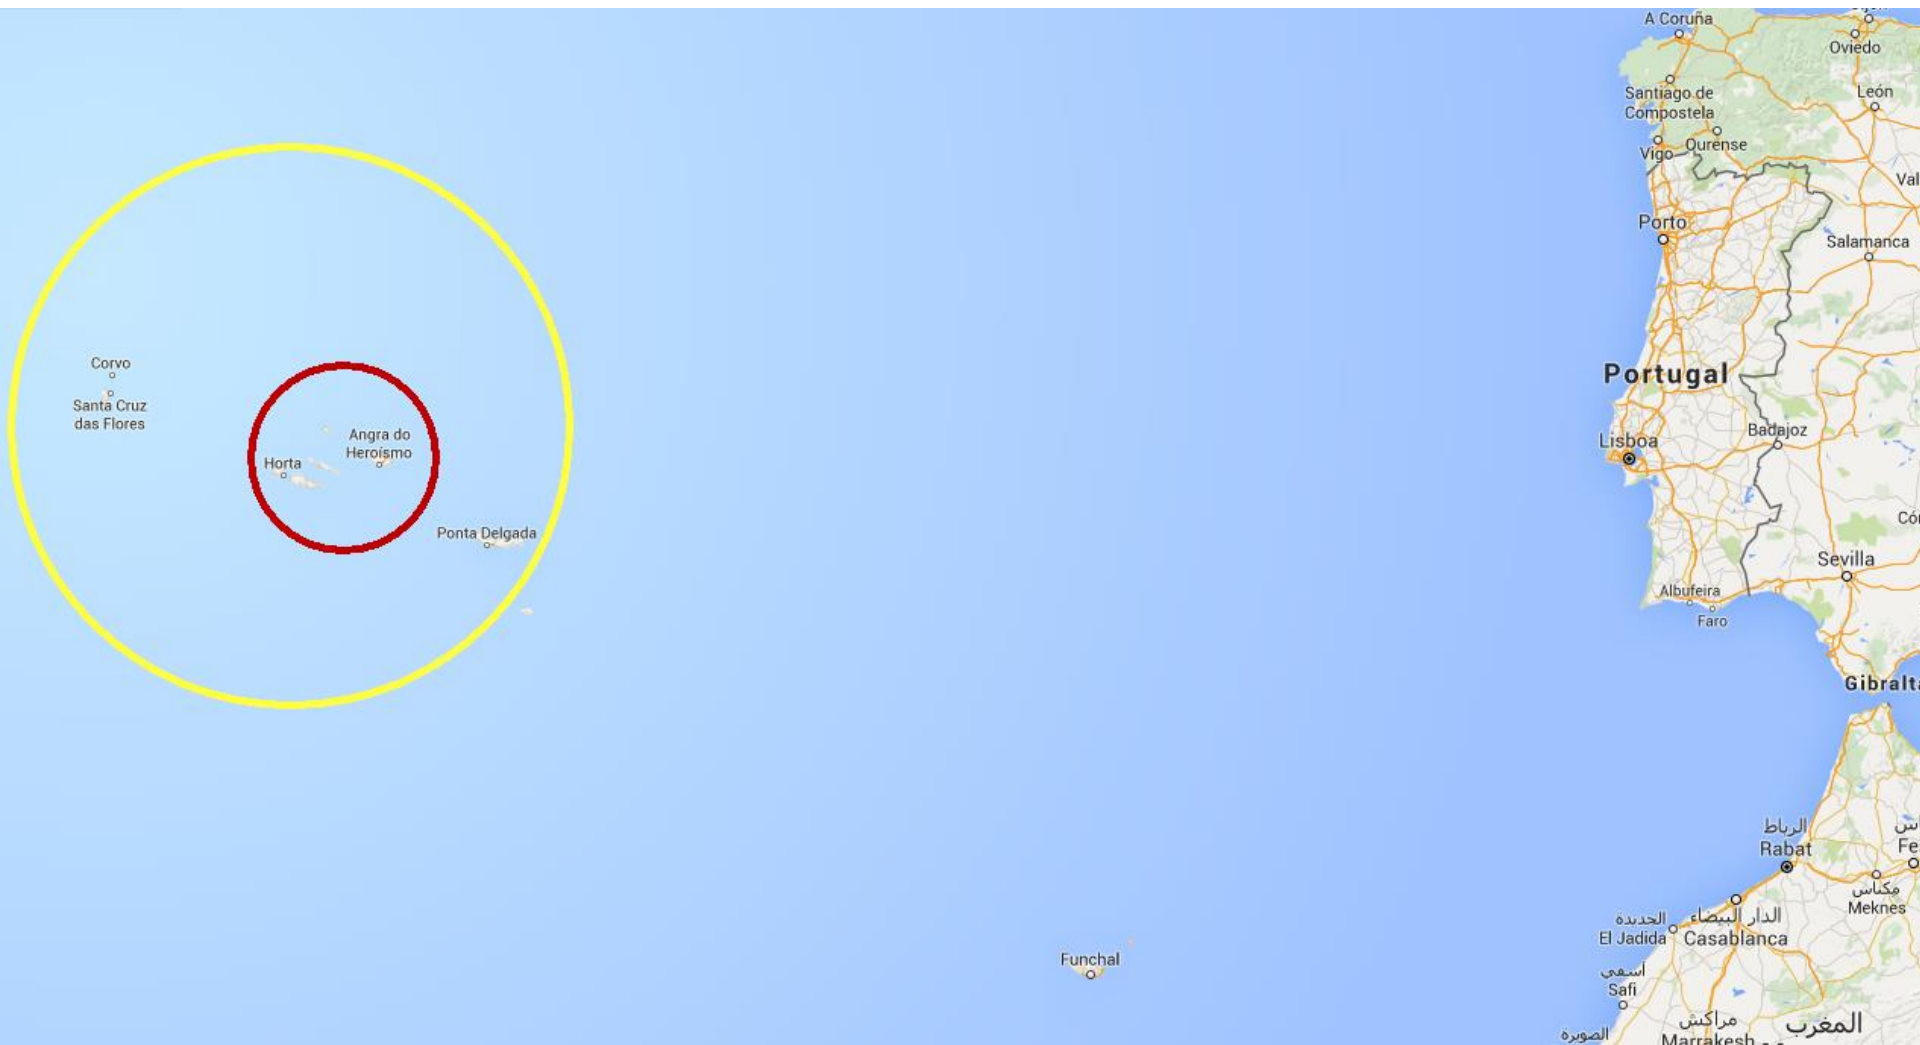 A Coruña
Oviedo
Santiago de
Compostela
León
Vigo
Ourense
Val
Porto
Salamanca
Corvo
Santa Cruz
das Flores
Portugal
Angra do
Heroísmo
Horta
Badajoz
Lisboa
Ponta Delgada
Có
Sevilla
Albufeira
Faro
Gibralta
الرباط
Rabat
Fe
مكناس
Meknes
الجديدة
El Jadida
الدار البيضاء
Casablanca
Funchal
آسفي
Safi
مراكش
Marrakesh
المغرب
الصويرة